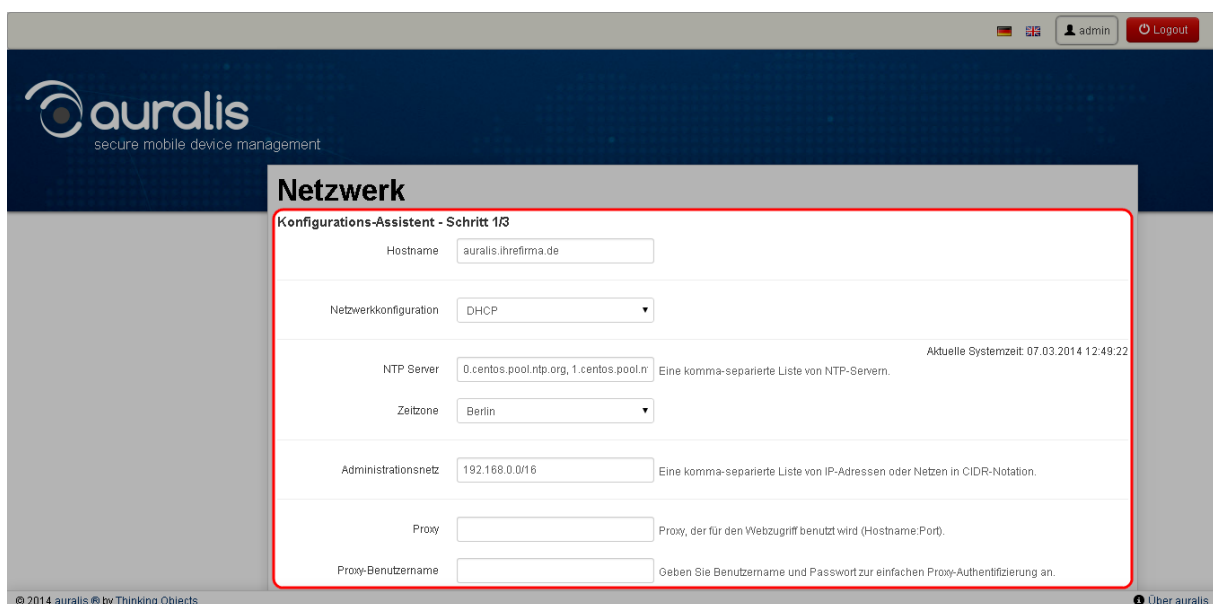 admin
Logout
auralis
secure mobile device management
Netzwerk
Konfigurations-Assistent - Schritt 1/3
Hostname
auralis.ihrefirma.de
Netzwerkkonfiguration
DHCP
Aktuelle Systemzeit: 07.03.2014 12:49:22
NTP Server
0.centos.pool.ntp.org, 1.centos.pool.n
Eine komma-separierte Liste von NTP-Servern.
Zeitzone
Berlin
Administrationsnetz
192.168.0.0/16
Eine komma-separierte Liste von IP-Adressen oder Netzen in CIDR-Notation.
Proxy
Proxy, der für den Webzugriff benutzt wird (Hostname:Port).
Proxy-Benutzername
Geben Sie Benutzername und Passwort zur einfachen Proxy-Authentifizierung an.
© 2014 auralis ® by Thinking Objects
Über auralis